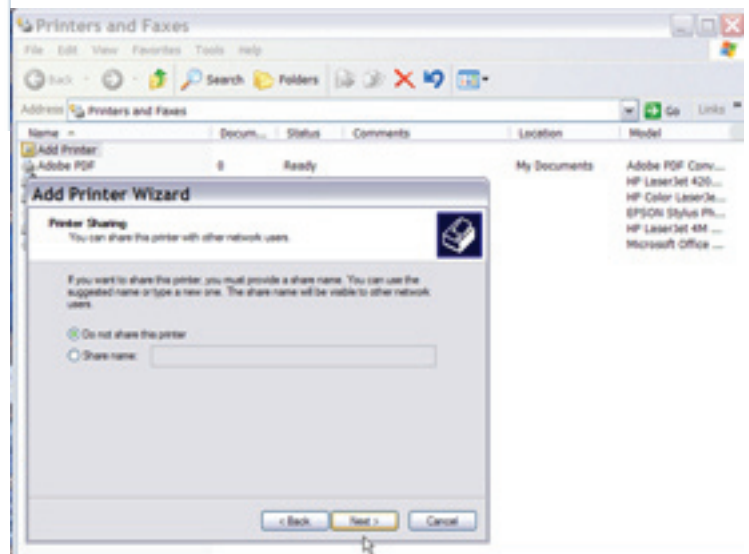 Printers and Faxes
File Edit View Favorites Tools Help
Back Search Folders
Address Printers and Faxes Go Links
Name Docum... Status Comments Location Model
Add Printer
Adobe PDF 0 Ready My Documents Adobe PDF Conv...
HP LaserJet 420...
HP Color LaserJe...
EPSON Stylus Ph...
HP LaserJet 4M ...
Microsoft Office ...
Add Printer Wizard
Printer Sharing
You can share this printer with other network users.
If you want to share this printer, you must provide a share name. You can use the
suggested name or type a new one. The share name will be visible to other network
users.
Do not share this printer
Share name:
< Back Next > Cancel